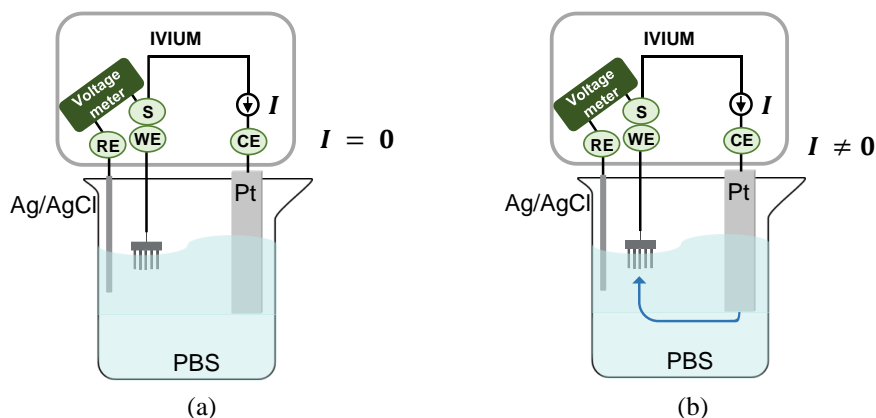 IVIUM
Voltage
meter
S
I
RE
WE
CE
I = 0
Pt
Ag/AgCl
PBS
(a)
IVIUM
Voltage
meter
S
I
RE
WE
CE
I ≠ 0
Pt
Ag/AgCl
PBS
(b)